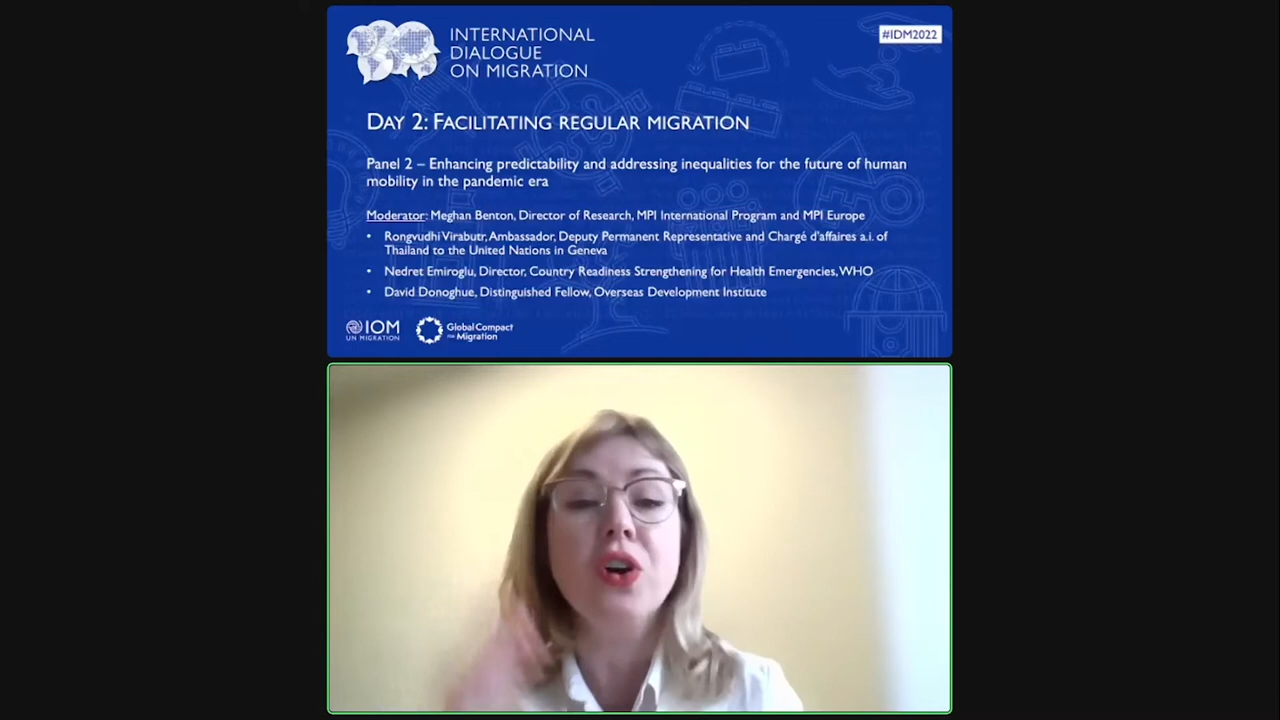 INTERNATIONAL
DIALOGUE
ON MIGRATION
#IDM2022
DAY 2: FACILITATING REGULAR MIGRATION
Panel 2 – Enhancing predictability and addressing inequalities for the future of human
mobility in the pandemic era
Moderator: Meghan Benton, Director of Research, MPI International Program and MPI Europe
• Rongvudhi Virabutr, Ambassador, Deputy Permanent Representative and Chargé d'affaires a.i. of
Thailand to the United Nations in Geneva
• Nedret Emiroglu, Director, Country Readiness Strengthening for Health Emergencies, WHO
• David Donoghue, Distinguished Fellow, Overseas Development Institute
IOM
UN MIGRATION
Global Compact
FOR Migration